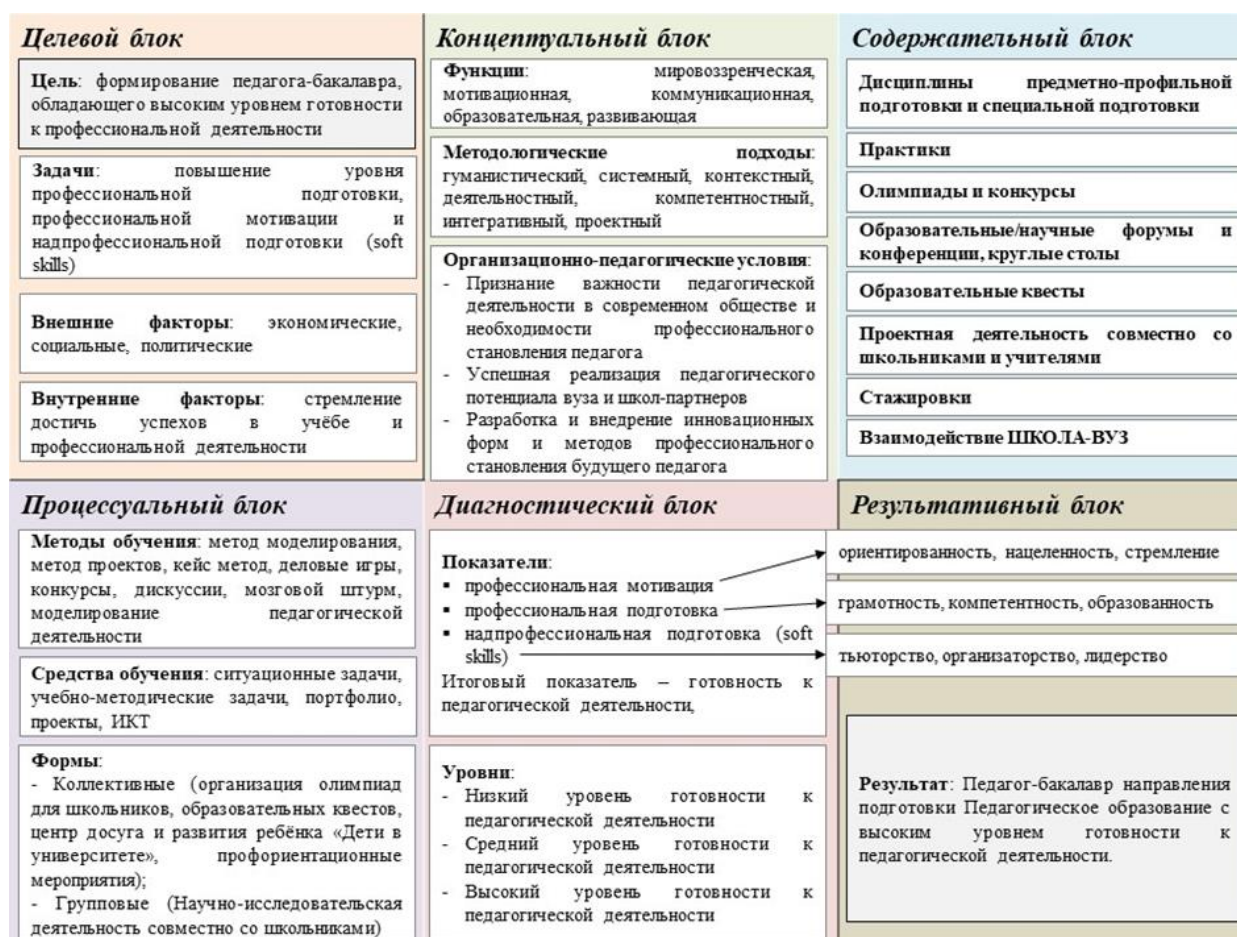 Целевой блок
Цель: формирование педагога-бакалавра,
обладающего высоким уровнем готовности
к профессиональной деятельности
Задачи: повышение уровня
профессиональной подготовки,
профессиональной мотивации и
надпрофессиональной подготовки (soft
skills)
Внешние факторы: экономические,
социальные, политические
Внутренние факторы: стремление
достичь успехов в учёбе и
профессиональной деятельности
Концептуальный блок
Функции: мировоззренческая,
мотивационная, коммуникационная,
образовательная, развивающая
Методологические подходы:
гуманистический, системный, контекстный,
деятельностный, компетентностный,
интегративный, проектный
Организационно-педагогические условия:
- Признание важности педагогической
деятельности в современном обществе и
необходимости профессионального
становления педагога
- Успешная реализация педагогического
потенциала вуза и школ-партнеров
- Разработка и внедрение инновационных
форм и методов профессионального
становления будущего педагога
Содержательный блок
Дисциплины предметно-профильной
подготовки и специальной подготовки
Практики
Олимпиады и конкурсы
Образовательные/научные форумы и
конференции, круглые столы
Образовательные квесты
Проектная деятельность совместно со
школьниками и учителями
Стажировки
Взаимодействие ШКОЛА-ВУЗ
Процессуальный блок
Методы обучения: метод моделирования,
метод проектов, кейс метод, деловые игры,
конкурсы, дискуссии, мозговой штурм,
моделирование педагогической
деятельности
Средства обучения: ситуационные задачи,
учебно-методические задачи, портфолио,
проекты, ИКТ
Формы:
- Коллективные (организация олимпиад
для школьников, образовательных квестов,
центр досуга и развития ребёнка «Дети в
университете», профориентационные
мероприятия);
- Групповые (Научно-исследовательская
деятельность совместно со школьниками)
Диагностический блок
Показатели:
▪ профессиональная мотивация
▪ профессиональная подготовка
▪ надпрофессиональная подготовка (soft
skills)
Итоговый показатель – готовность к
педагогической деятельности,
Уровни:
- Низкий уровень готовности к
педагогической деятельности
- Средний уровень готовности к
педагогической деятельности
- Высокий уровень готовности к
педагогической деятельности
Результативный блок
ориентированность, нацеленность, стремление
грамотность, компетентность, образованность
тьюторство, организаторство, лидерство
Результат: Педагог-бакалавр направления
подготовки Педагогическое образование с
высоким уровнем готовности к
педагогической деятельности.